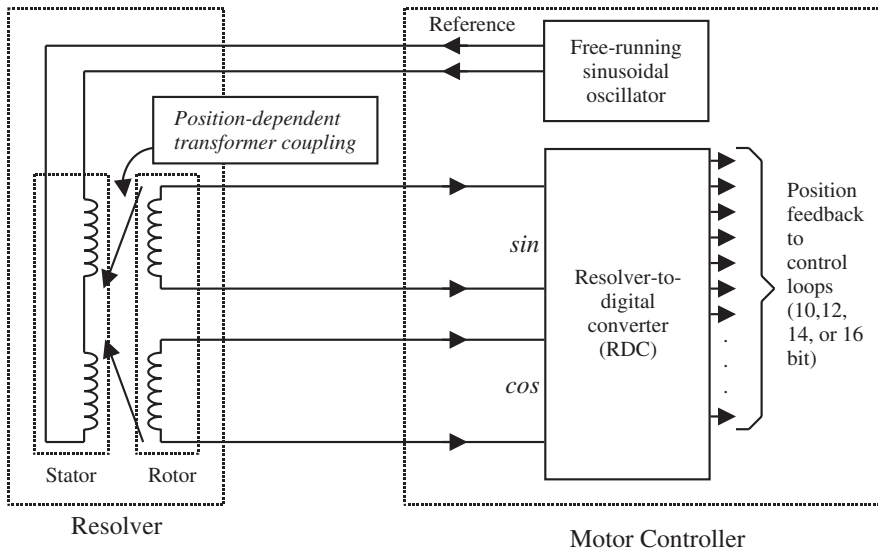 Reference
Free-running
sinusoidal
oscillator
Position-dependent
transformer coupling
sin
cos
Resolver-to-
digital
converter
(RDC)
Position
feedback
to
control
loops
(10,12,
14, or 16
bit)
.
.
.
Stator
Rotor
Resolver
Motor Controller